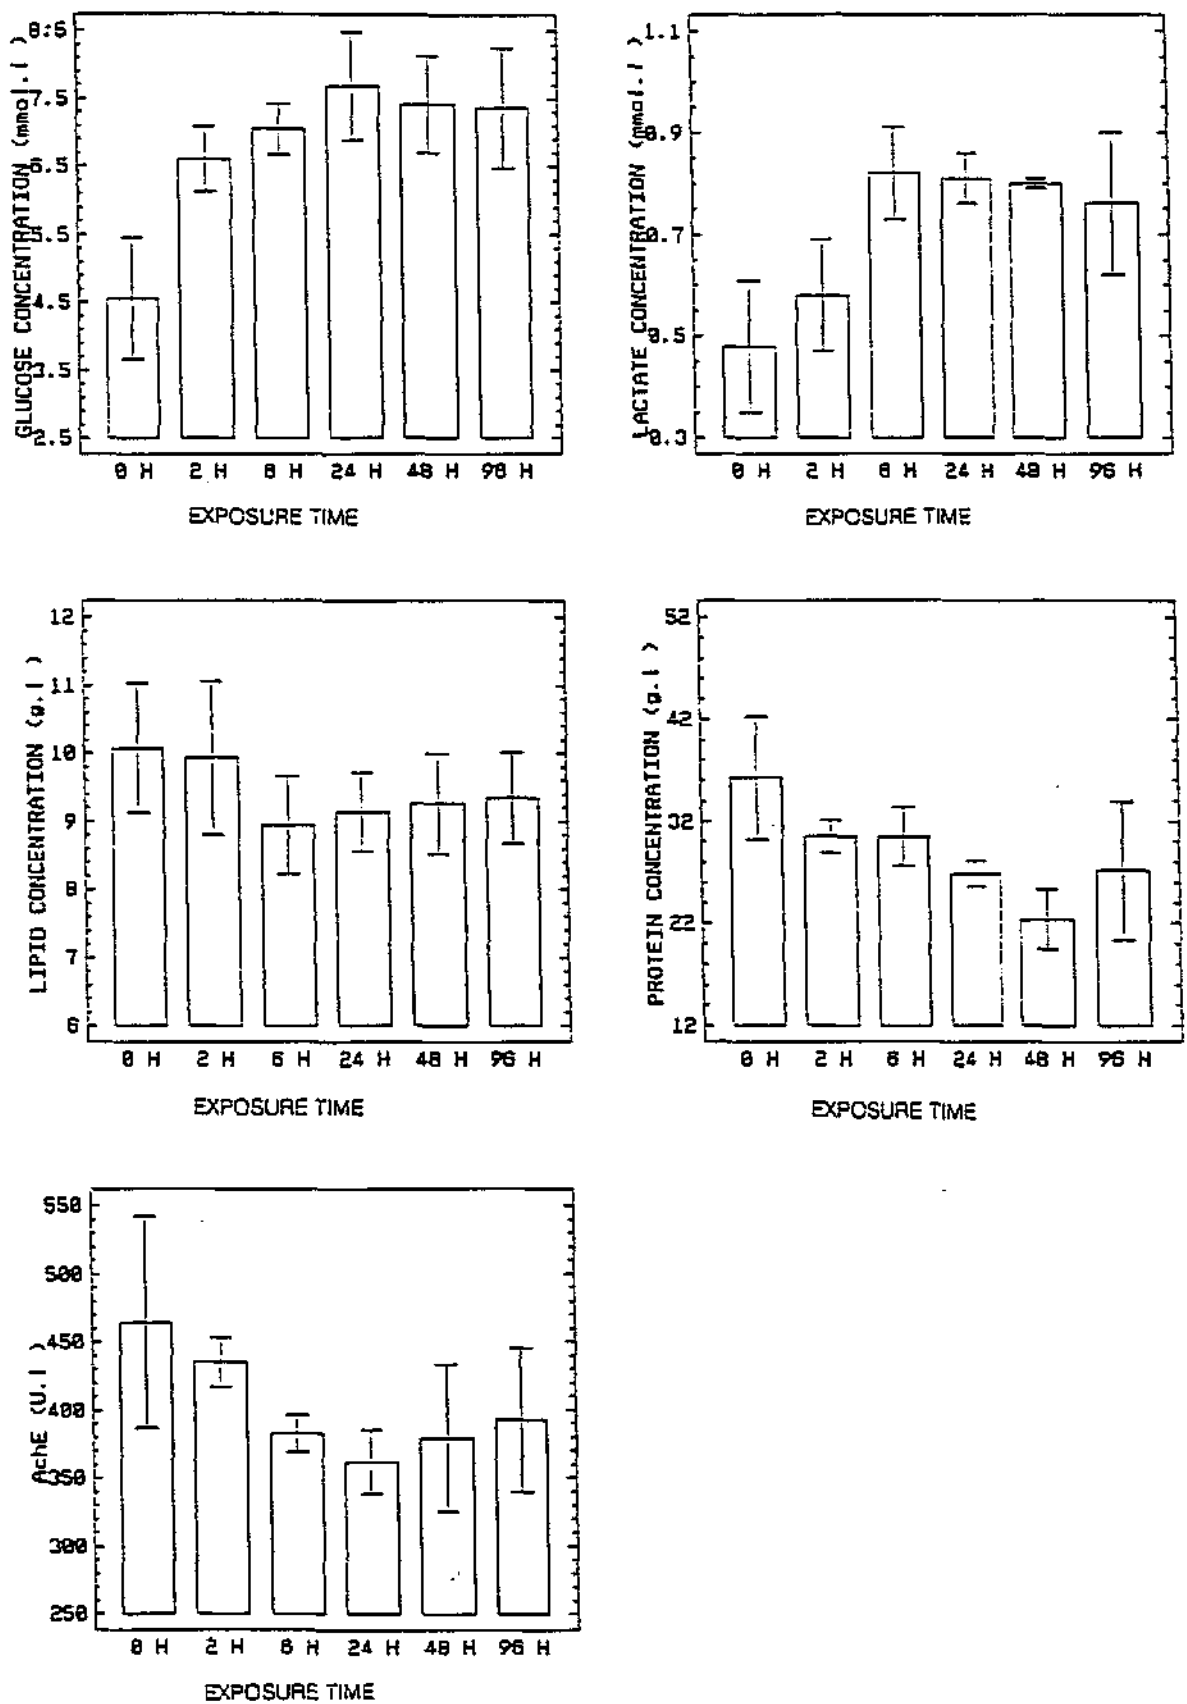 GLUCOSE CONCENTRATION (mmol.l )
8.5
7.5
6.5
5.5
4.5
3.5
2.5
0 H 2 H 6 H 24 H 48 H 96 H
EXPOSURE TIME
LACTATE CONCENTRATION (mmol.l )
1.1
0.9
0.7
0.5
0.3
0 H 2 H 6 H 24 H 48 H 96 H
EXPOSURE TIME
LIPID CONCENTRATION (g.l )
12
11
10
9
8
7
6
0 H 2 H 6 H 24 H 48 H 96 H
EXPOSURE TIME
PROTEIN CONCENTRATION (g.l )
52
42
32
22
12
0 H 2 H 6 H 24 H 48 H 96 H
EXPOSURE TIME
AchE (U.l )
550
500
450
400
350
300
250
0 H 2 H 6 H 24 H 48 H 96 H
EXPOSURE TIME